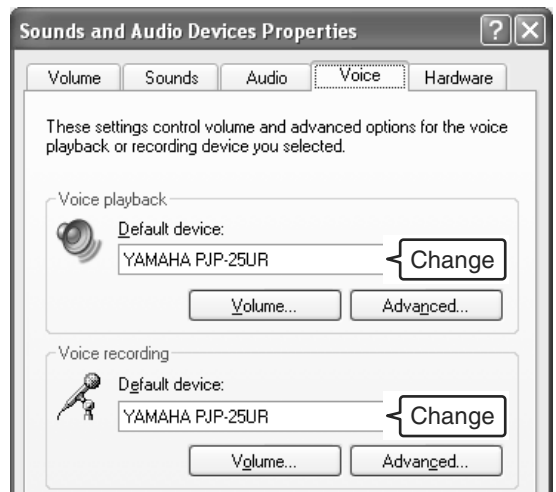 Sounds and Audio Devices Properties
Volume Sounds Audio Voice Hardware
These settings control volume and advanced options for the voice
playback or recording device you selected.
Voice playback
Default device:
YAMAHA PJP-25UR
Change
Volume... Advanced...
Voice recording
Default device:
YAMAHA PJP-25UR
Change
Volume... Advanced...